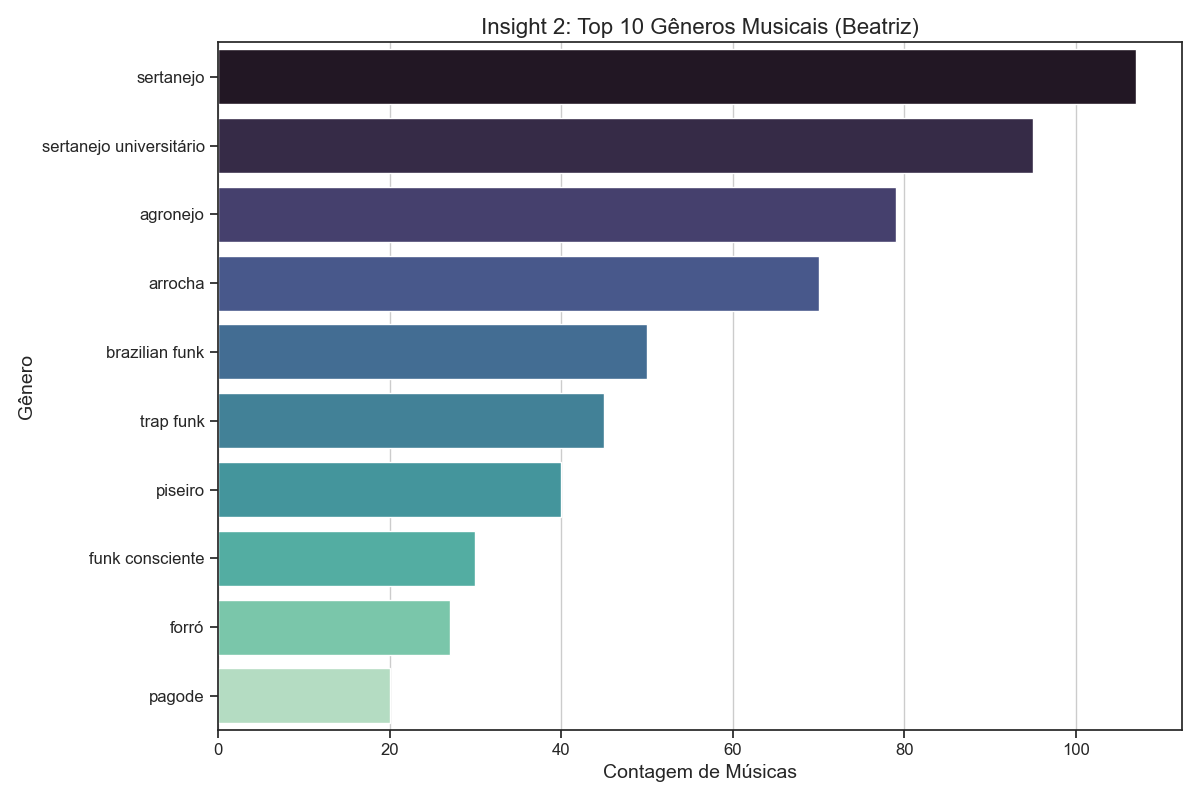 Insight 2: Top 10 Gêneros Musicais (Beatriz)
Gênero
sertanejo
sertanejo universitário
agronejo
arrocha
brazilian funk
trap funk
piseiro
funk consciente
forró
pagode
0 20 40 60 80 100
Contagem de Músicas